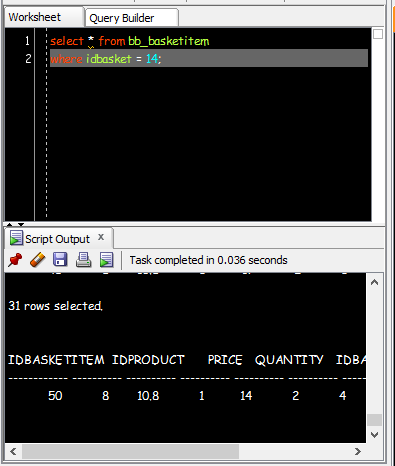 Worksheet Query Builder
1 select * from bb_basketitem
2 where idbasket = 14;
Script Output x
Task completed in 0.036 seconds
31 rows selected.
IDBASKETITEM IDPRODUCT PRICE QUANTITY IDBA
------------ ---------- ---------- ---------- -----
50 8 10,8 1 14 2 4